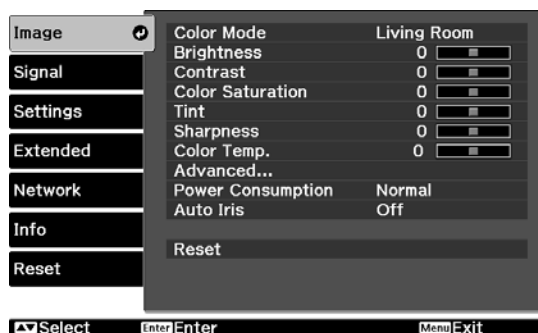 Image
Signal
Settings
Extended
Network
Info
Reset
Color Mode Living Room
Brightness 0
Contrast 0
Color Saturation 0
Tint 0
Sharpness 0
Color Temp. 0
Advanced...
Power Consumption Normal
Auto Iris Off
Reset
Select Enter Enter Menu Exit